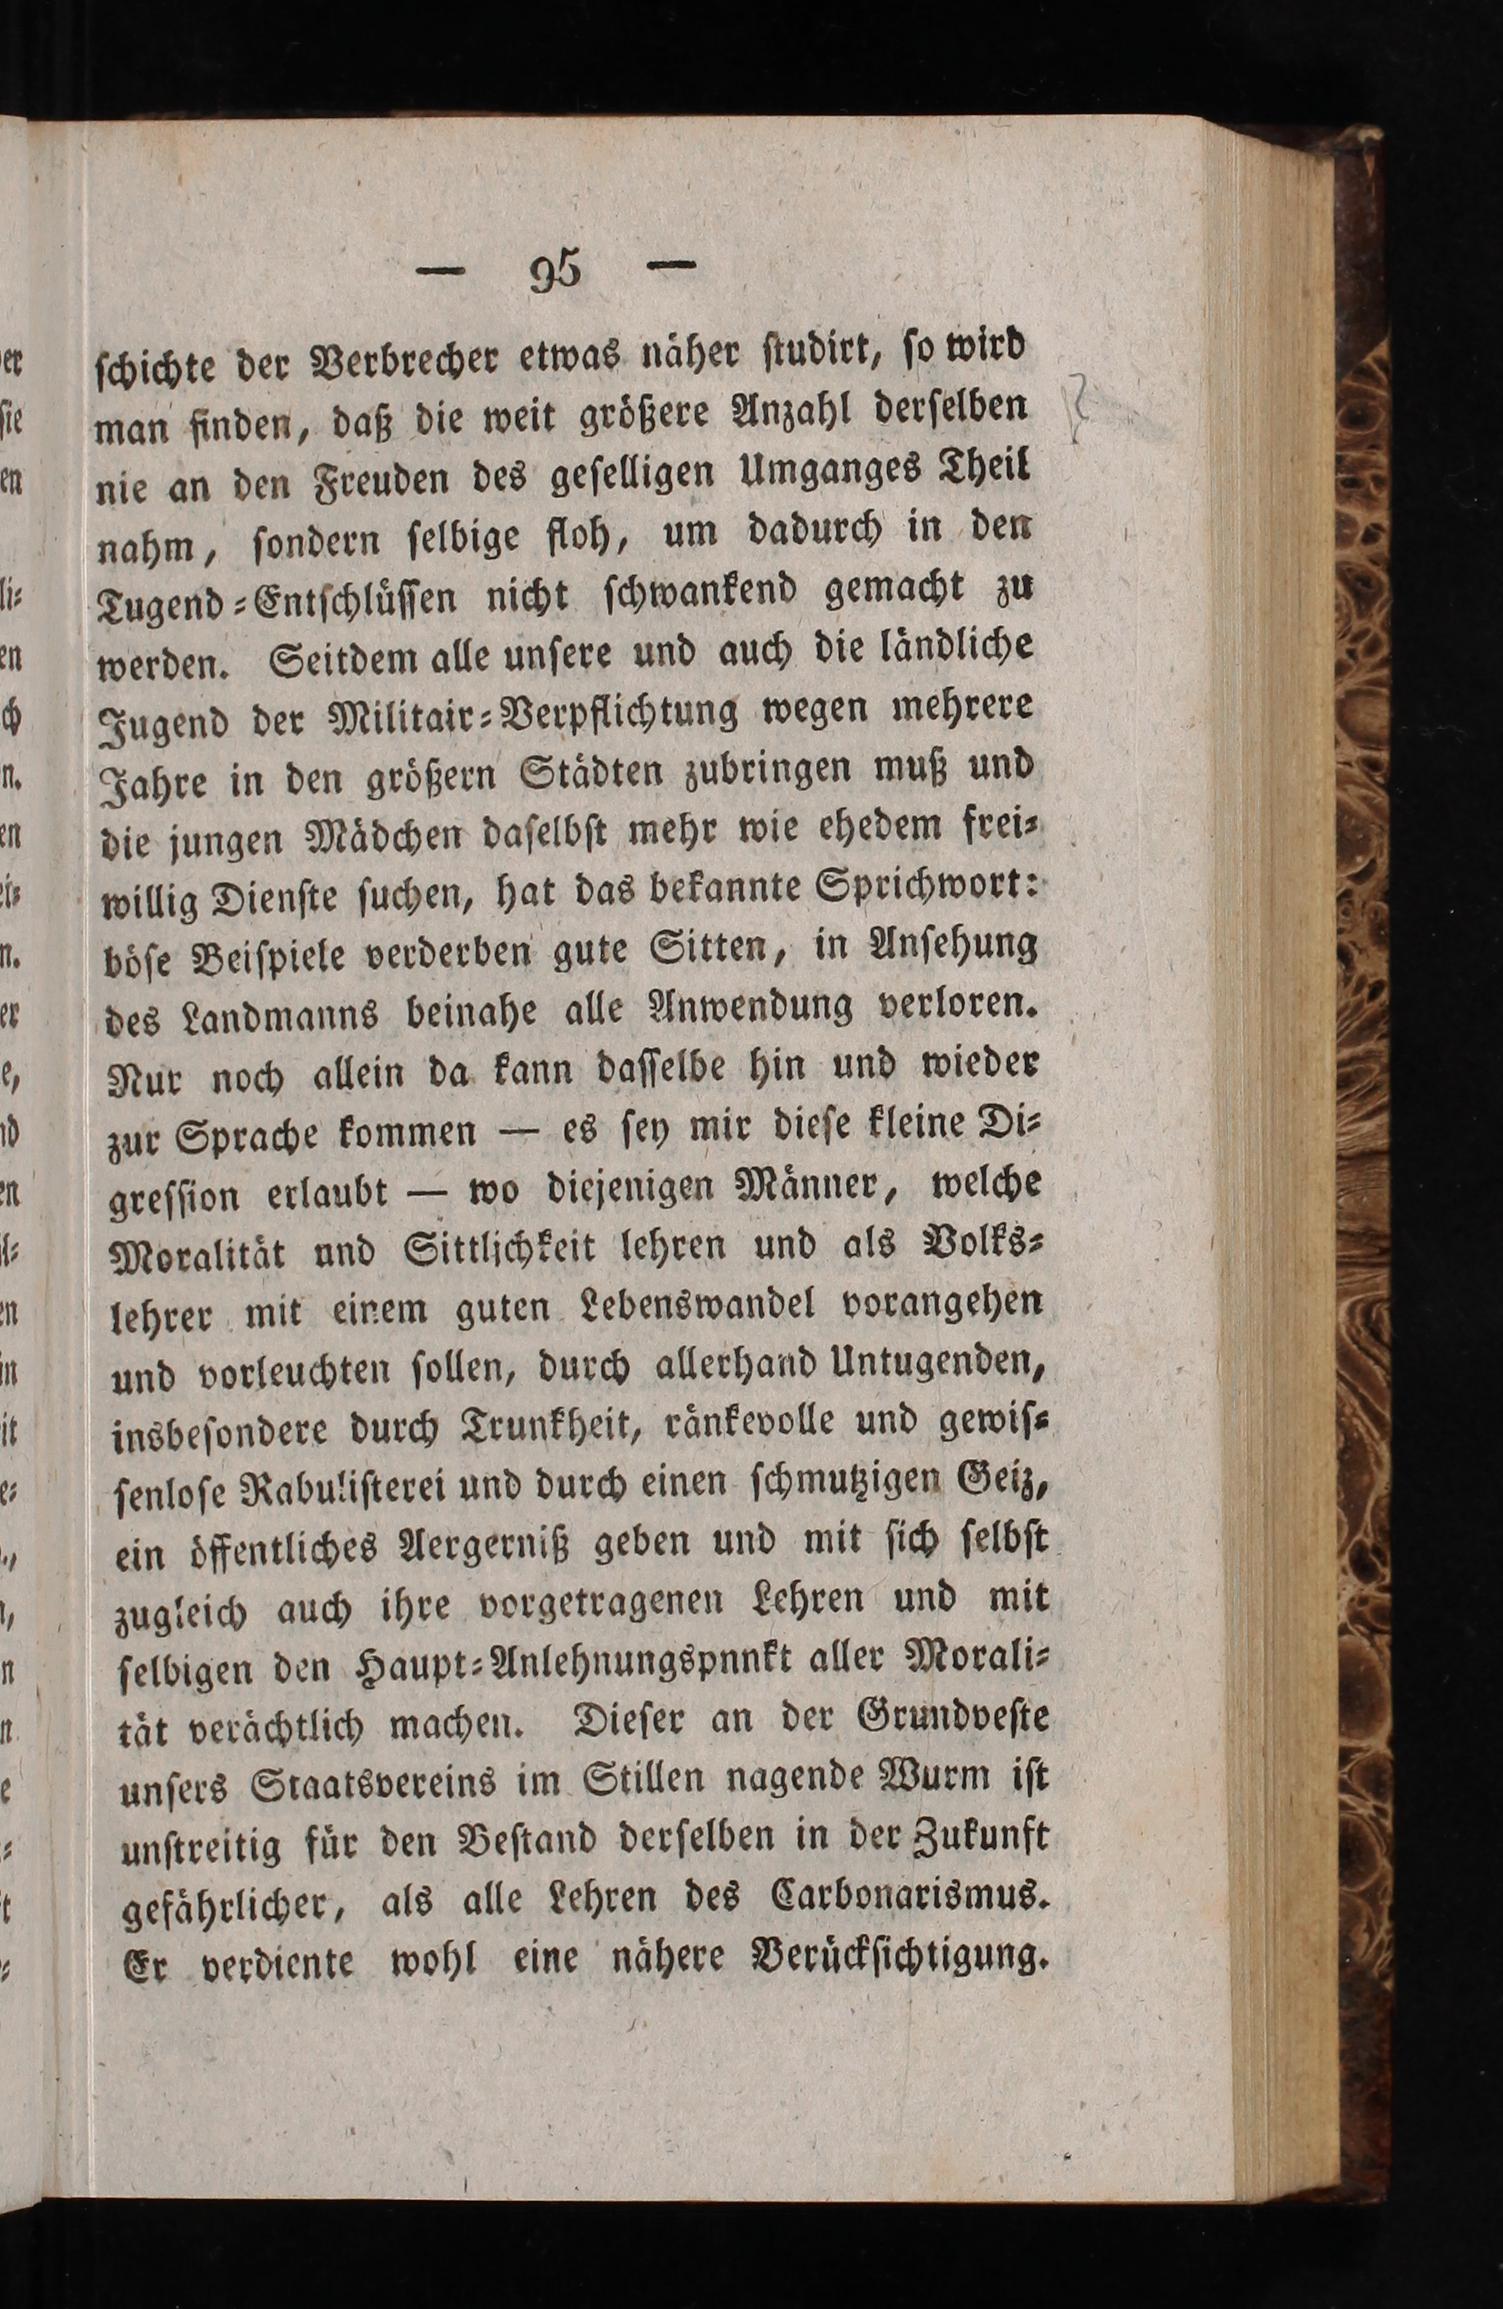 — 95 —
ſchichte der Verbrecher etwas näher ſtudirt, ſo wird
man finden, daß die weit größere Anzahl derſelben
nie an den Freuden des geſelligen Umganges Theil
nahm, ſondern ſelbige floh, um dadurch in den
Tugend-Entſchlüſſen nicht ſchwankend gemacht zu
werden. Seitdem alle unſere und auch die ländliche
Jugend der Militair-Verpflichtung wegen mehrere
Jahre in den größern Städten zubringen muß und
die jungen Mädchen daſelbſt mehr wie ehedem frei-
willig Dienſte ſuchen, hat das bekannte Sprichwort:
böſe Beiſpiele verderben gute Sitten, in Anſehung
des Landmanns beinahe alle Anwendung verloren.
Nur noch allein da kann daſſelbe hin und wieder
zur Sprache kommen — es ſey mir dieſe kleine Di-
greſſion erlaubt — wo diejenigen Männer, welche
Moralität und Sittlichkeit lehren und als Volks-
lehrer mit einem guten Lebenswandel vorangehen
und vorleuchten ſollen, durch allerhand Untugenden,
insbeſondere durch Trunkheit, ränkevolle und gewiſ-
ſenloſe Rabuliſterei und durch einen ſchmutzigen Geiz,
ein öffentliches Aergerniß geben und mit ſich ſelbſt
zugleich auch ihre vorgetragenen Lehren und mit
ſelbigen den Haupt-Anlehnungspnnkt aller Morali-
tät verächtlich machen. Dieſer an der Grundveſte
unſers Staatsvereins im Stillen nagende Wurm iſt
unſtreitig für den Beſtand derſelben in der Zukunft
gefährlicher, als alle Lehren des Carbonarismus.
Er verdiente wohl eine nähere Berückſichtigung.